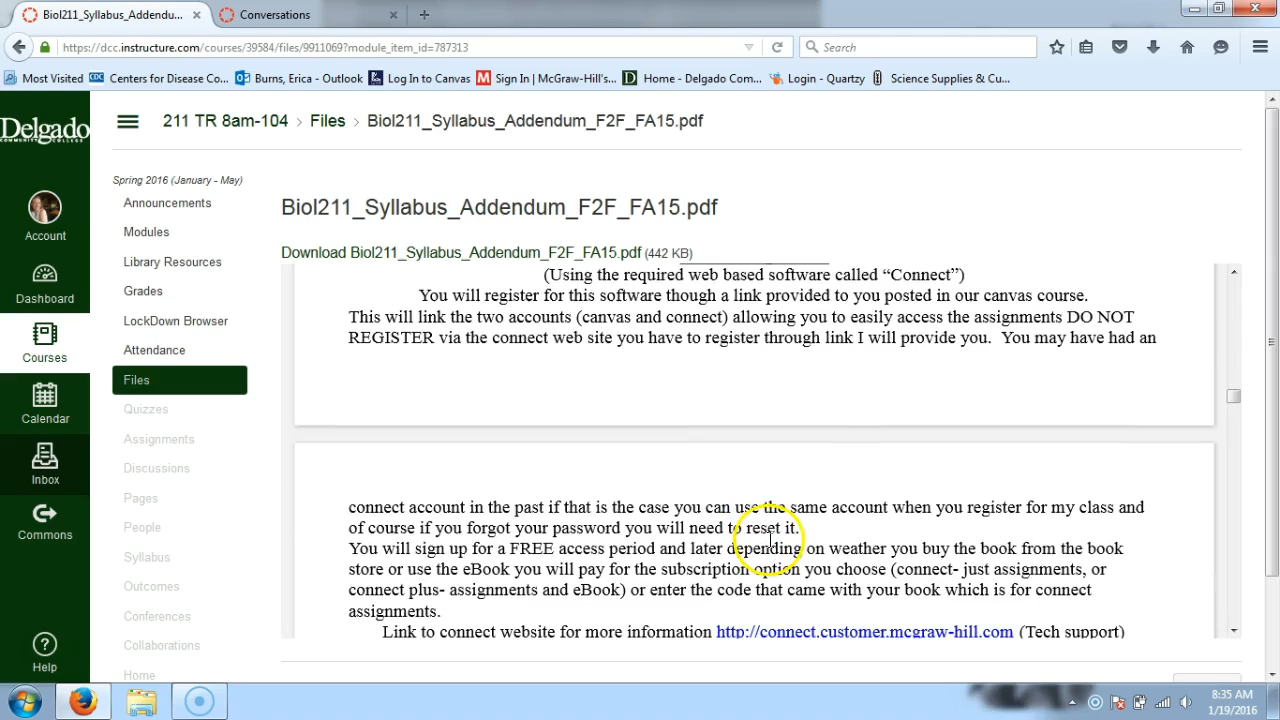 Biol211_Syllabus_Addendu...
Conversations
https://dcc.instructure.com/courses/39584/files/9911069?module_item_id=787313
Search
Most Visited
Centers for Disease Co...
Burns, Erica - Outlook
Log In to Canvas
Sign In | McGraw-Hill's...
Home - Delgado Com...
Login - Quartzy
Science Supplies & Cu...
Delgado
COMMUNITY COLLEGE
Account
Dashboard
Courses
Calendar
Inbox
Commons
Help
211 TR 8am-104 > Files > Biol211_Syllabus_Addendum_F2F_FA15.pdf
Spring 2016 (January - May)
Announcements
Modules
Library Resources
Grades
LockDown Browser
Attendance
Files
Quizzes
Assignments
Discussions
Pages
People
Syllabus
Outcomes
Conferences
Collaborations
Home
Biol211_Syllabus_Addendum_F2F_FA15.pdf
Download Biol211_Syllabus_Addendum_F2F_FA15.pdf (442 KB)
(Using the required web based software called “Connect”)
You will register for this software though a link provided to you posted in our canvas course.
This will link the two accounts (canvas and connect) allowing you to easily access the assignments DO NOT
REGISTER via the connect web site you have to register through link I will provide you. You may have had an
connect account in the past if that is the case you can use the same account when you register for my class and
of course if you forgot your password you will need to reset it.
You will sign up for a FREE access period and later depending on weather you buy the book from the book
store or use the eBook you will pay for the subscription option you choose (connect- just assignments, or
connect plus- assignments and eBook) or enter the code that came with your book which is for connect
assignments.
Link to connect website for more information http://connect.customer.mcgraw-hill.com (Tech support)
8:35 AM
1/19/2016